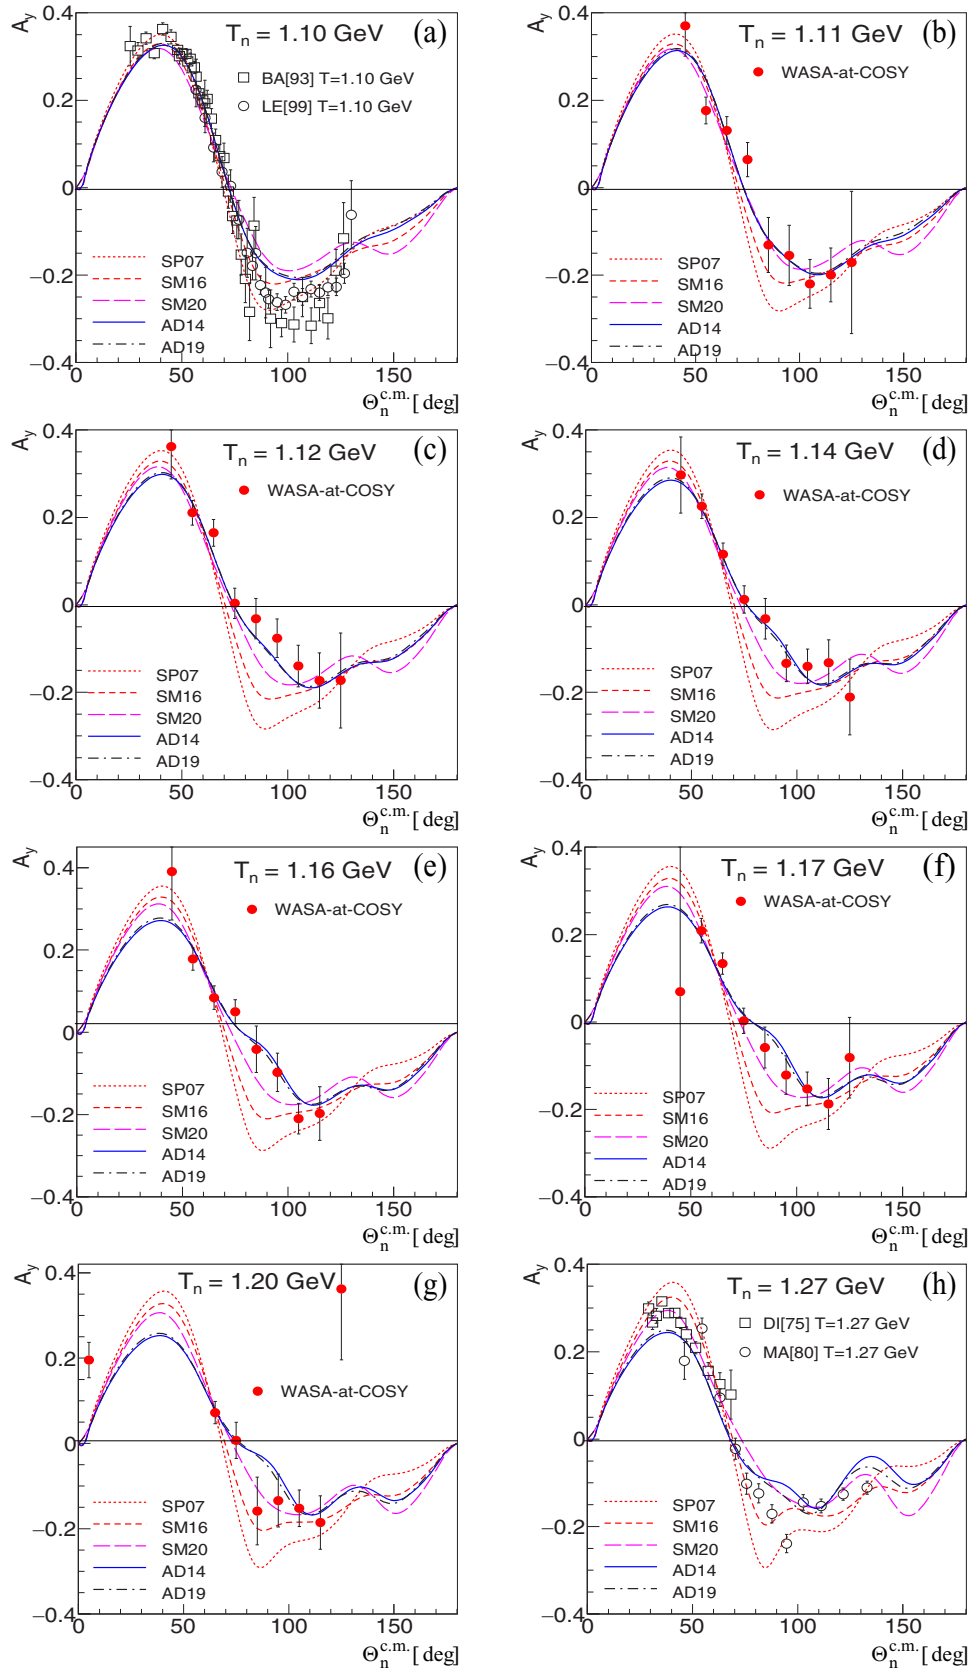 A_y
0.4
0.2
0
−0.2
−0.4
T_n = 1.10 GeV
(a)
BA[93] T=1.10 GeV
LE[99] T=1.10 GeV
SP07
SM16
SM20
AD14
AD19
0 50 100 150
Θ_n^{c.m.} [deg]
0.4
0.2
0
−0.2
−0.4
T_n = 1.11 GeV
(b)
WASA-at-COSY
SP07
SM16
SM20
AD14
AD19
0 50 100 150
Θ_n^{c.m.} [deg]
A_y
0.4
0.2
0
−0.2
−0.4
T_n = 1.12 GeV
(c)
WASA-at-COSY
SP07
SM16
SM20
AD14
AD19
0 50 100 150
Θ_n^{c.m.} [deg]
A_y
0.4
0.2
0
−0.2
−0.4
T_n = 1.14 GeV
(d)
WASA-at-COSY
SP07
SM16
SM20
AD14
AD19
0 50 100 150
Θ_n^{c.m.} [deg]
A_y
0.4
0.2
0
−0.2
−0.4
T_n = 1.16 GeV
(e)
WASA-at-COSY
SP07
SM16
SM20
AD14
AD19
0 50 100 150
Θ_n^{c.m.} [deg]
A_y
0.4
0.2
0
−0.2
−0.4
T_n = 1.17 GeV
(f)
WASA-at-COSY
SP07
SM16
SM20
AD14
AD19
0 50 100 150
Θ_n^{c.m.} [deg]
A_y
0.4
0.2
0
−0.2
−0.4
T_n = 1.20 GeV
(g)
WASA-at-COSY
SP07
SM16
SM20
AD14
AD19
0 50 100 150
Θ_n^{c.m.} [deg]
A_y
0.4
0.2
0
−0.2
−0.4
T_n = 1.27 GeV
(h)
DI[75] T=1.27 GeV
MA[80] T=1.27 GeV
SP07
SM16
SM20
AD14
AD19
0 50 100 150
Θ_n^{c.m.} [deg]